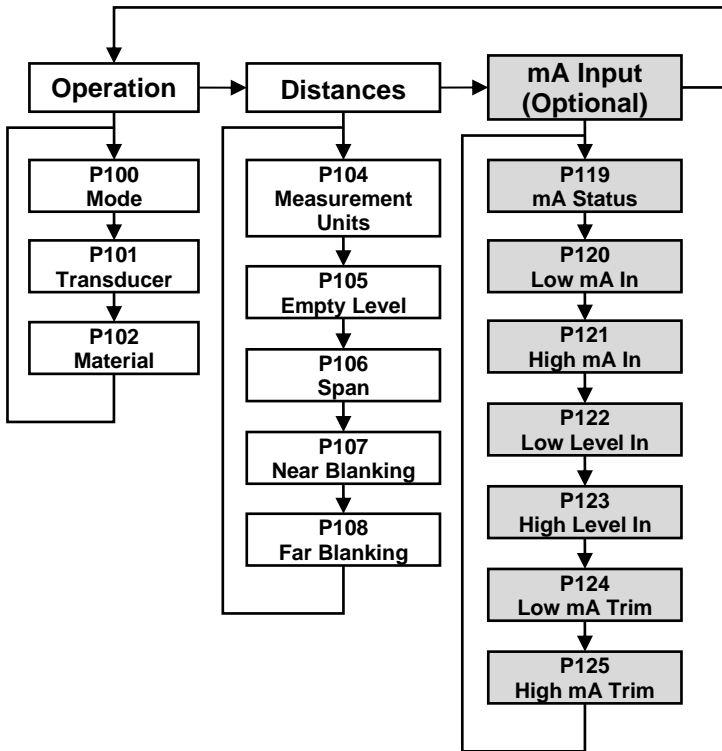 Operation
Distances
mA Input
(Optional)
P100
Mode
P101
Transducer
P102
Material
P104
Measurement
Units
P105
Empty Level
P106
Span
P107
Near Blanking
P108
Far Blanking
P119
mA Status
P120
Low mA In
P121
High mA In
P122
Low Level In
P123
High Level In
P124
Low mA Trim
P125
High mA Trim